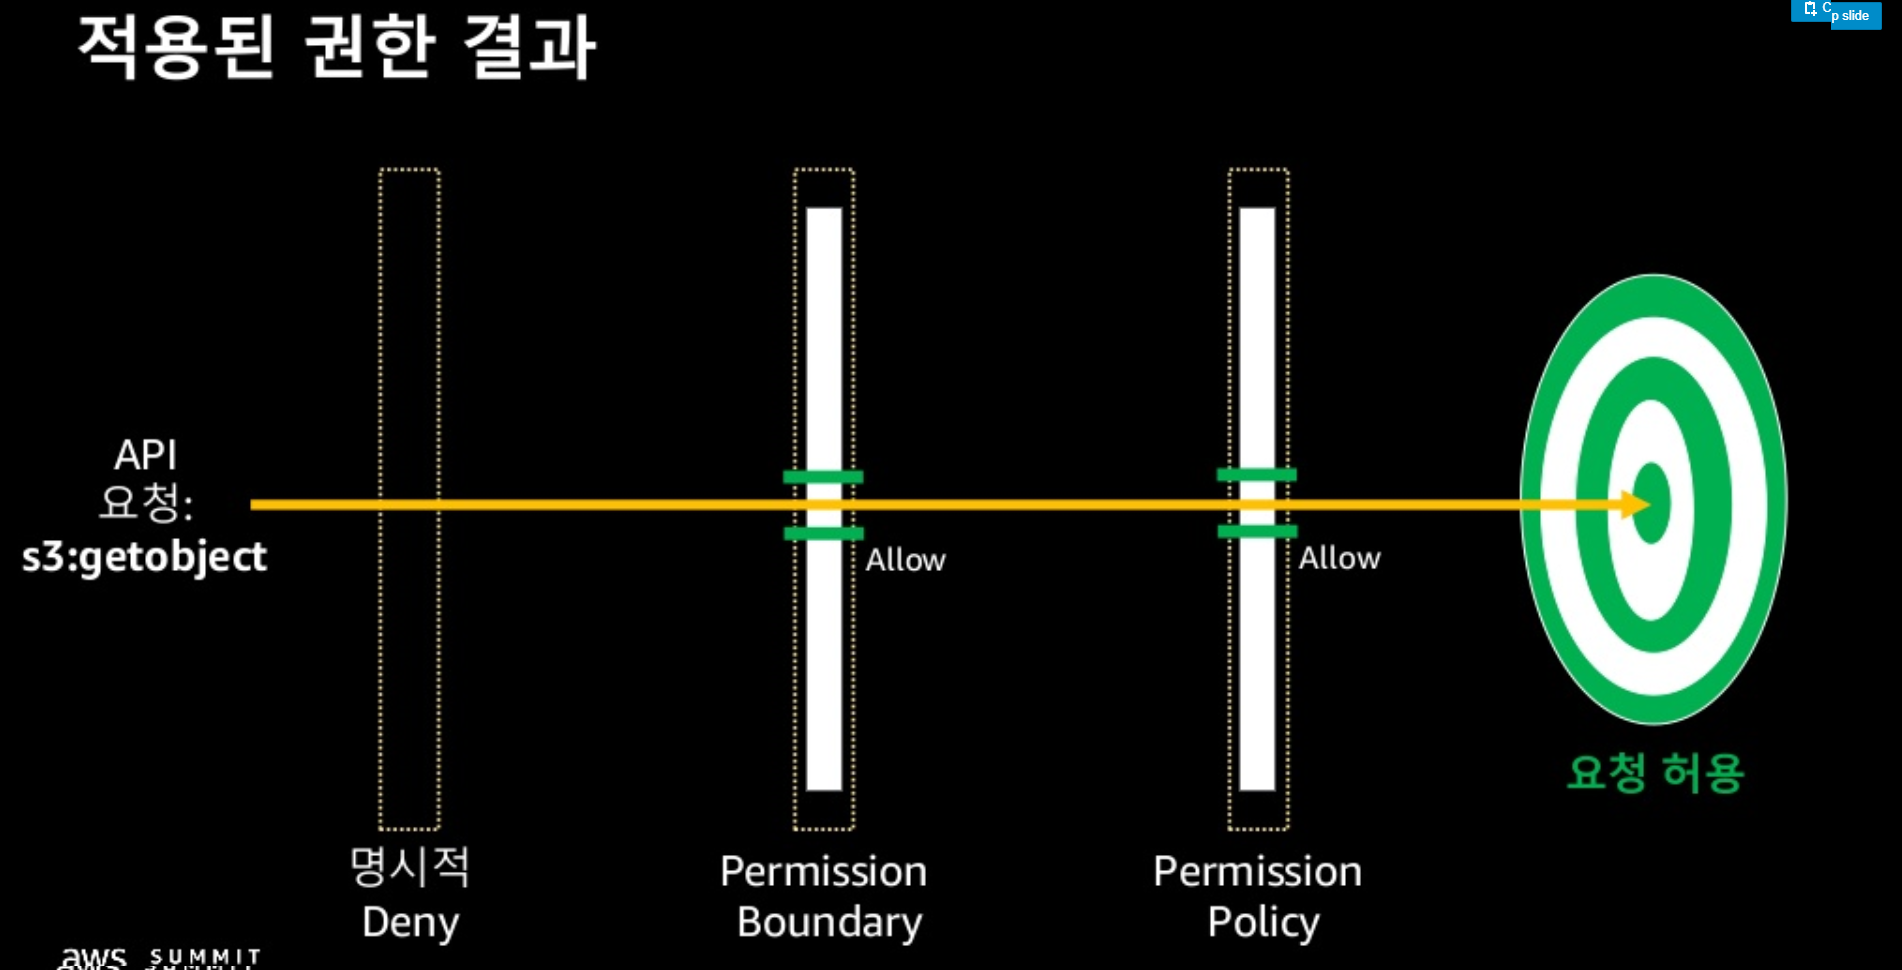 적용된 권한 결과
p slide
API
요청:
s3:getobject
Allow
Allow
요청 허용
명시적
Deny
Permission
Boundary
Permission
Policy
aws SUMMIT